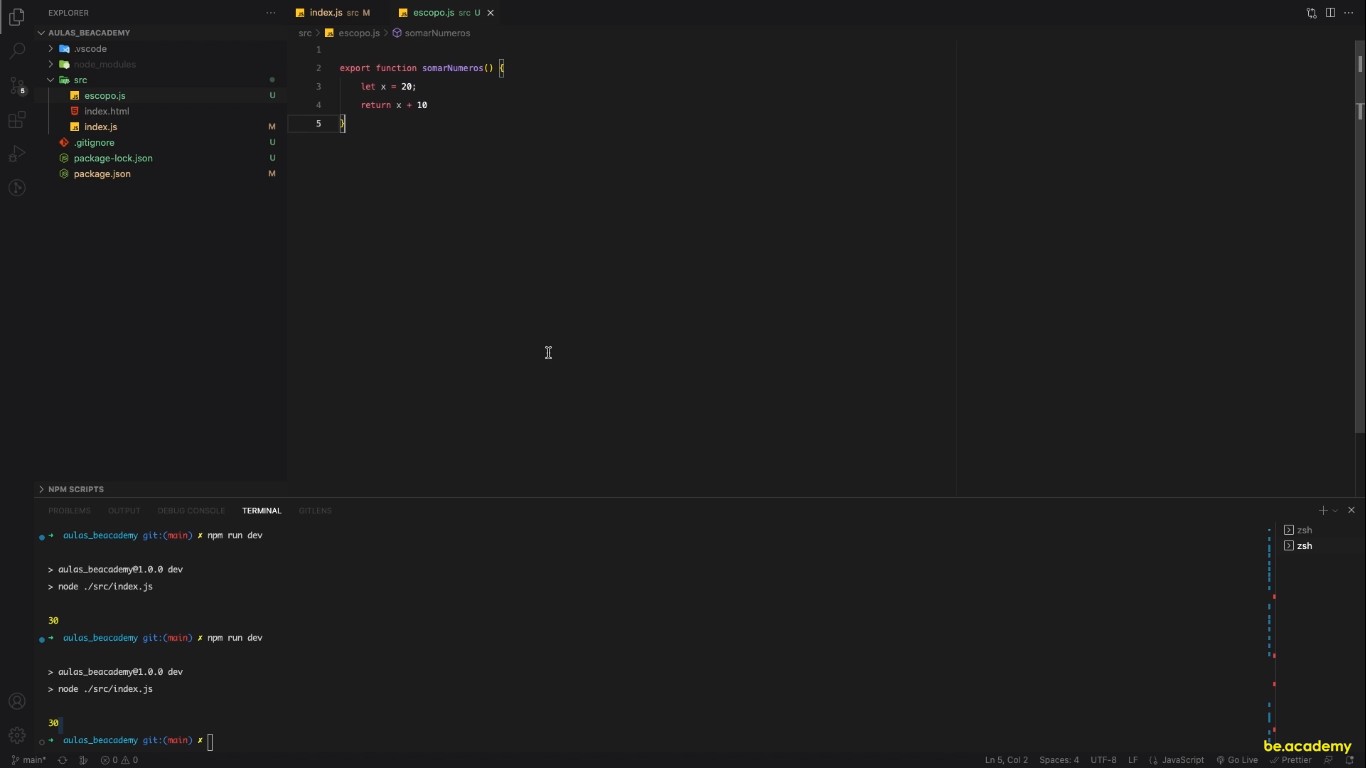 EXPLORER
AULAS_BEACADEMY
.vscode
node_modules
src
escopo.js U
index.html
index.js M
.gitignore U
package-lock.json U
package.json M
NPM SCRIPTS
5
index.js src M
escopo.js src U
src > escopo.js > somarNumeros
1
2 export function somarNumeros() {
3 let x = 20;
4 return x + 10
5 }
PROBLEMS OUTPUT DEBUG CONSOLE TERMINAL GITLENS
➜ aulas_beacademy git:(main) ✗ npm run dev
> aulas_beacademy@1.0.0 dev
> node ./src/index.js
30
➜ aulas_beacademy git:(main) ✗ npm run dev
> aulas_beacademy@1.0.0 dev
> node ./src/index.js
30
➜ aulas_beacademy git:(main) ✗
zsh
zsh
be.academy
main* 0 0 Ln 5, Col 2 Spaces: 4 UTF-8 LF JavaScript Go Live Prettier